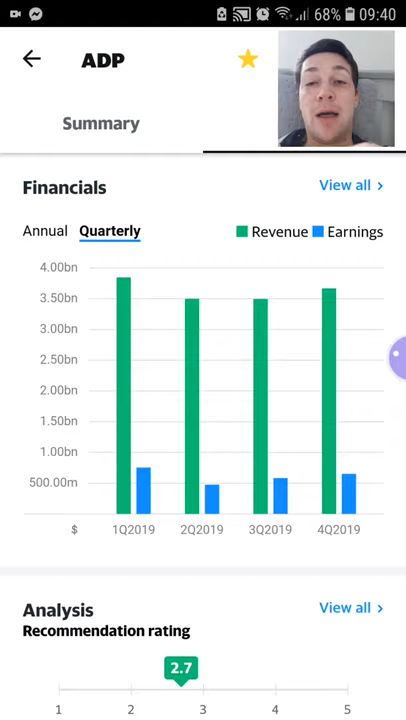 68% 09:40
ADP
Summary
Financials
View all >
Annual Quarterly Revenue Earnings
4.00bn
3.50bn
3.00bn
2.50bn
2.00bn
1.50bn
1.00bn
500.00m
$ 1Q2019 2Q2019 3Q2019 4Q2019
Analysis
View all >
Recommendation rating
2.7
1 2 3 4 5